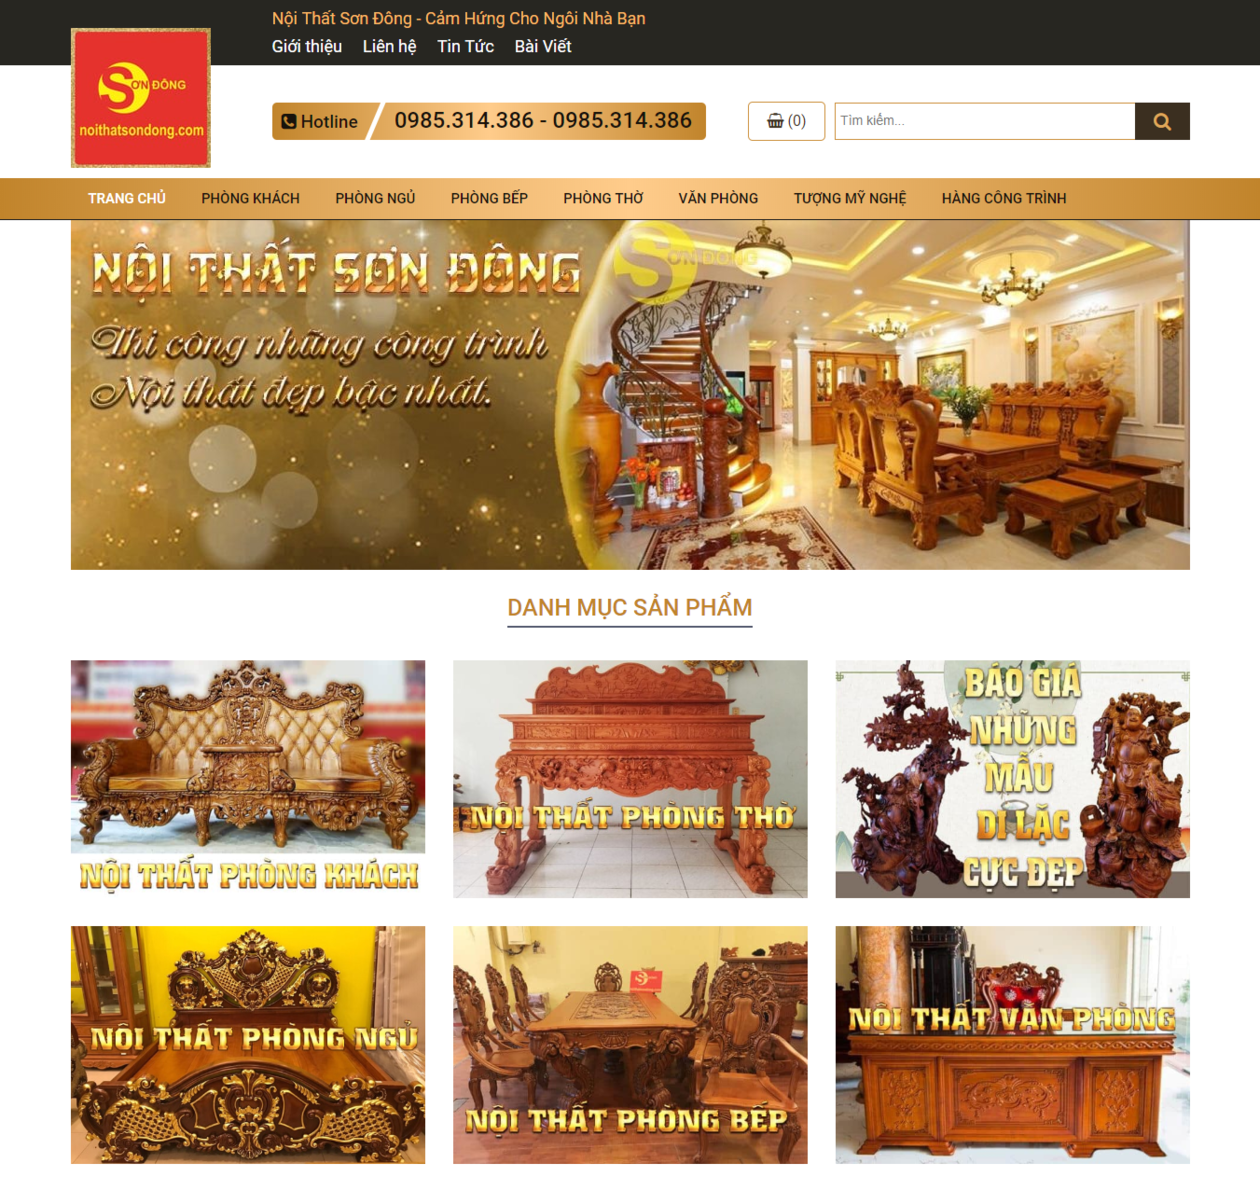 Nội Thất Sơn Đông - Cảm Hứng Cho Ngôi Nhà Bạn
Giới thiệu Liên hệ Tin Tức Bài Viết
SƠN ĐÔNG
noithatsondong.com
Hotline 0985.314.386 - 0985.314.386
(0)
Tìm kiếm...
TRANG CHỦ PHÒNG KHÁCH PHÒNG NGỦ PHÒNG BẾP PHÒNG THỜ VĂN PHÒNG TƯỢNG MỸ NGHỆ HÀNG CÔNG TRÌNH
NỘI THẤT SƠN ĐÔNG
SƠN ĐÔNG
Thi công những công trình
Nội thất đẹp bậc nhất.
DANH MỤC SẢN PHẨM
NỘI THẤT PHÒNG KHÁCH
NỘI THẤT PHÒNG THỜ
BÁO GIÁ
NHỮNG
MẪU
DI LẶC
CỰC ĐẸP
NỘI THẤT PHÒNG NGỦ
NỘI THẤT PHÒNG BẾP
NỘI THẤT VĂN PHÒNG